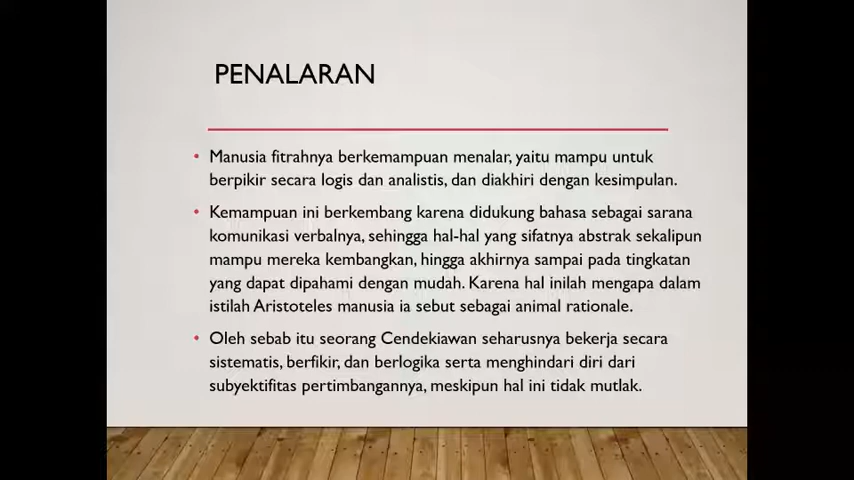 PENALARAN
• Manusia fitrahnya berkemampuan menalar, yaitu mampu untuk
berpikir secara logis dan analistis, dan diakhiri dengan kesimpulan.
• Kemampuan ini berkembang karena didukung bahasa sebagai sarana
komunikasi verbalnya, sehingga hal-hal yang sifatnya abstrak sekalipun
mampu mereka kembangkan, hingga akhirnya sampai pada tingkatan
yang dapat dipahami dengan mudah. Karena hal inilah mengapa dalam
istilah Aristoteles manusia ia sebut sebagai animal rationale.
• Oleh sebab itu seorang Cendekiawan seharusnya bekerja secara
sistematis, berfikir, dan berlogika serta menghindari diri dari
subyektifitas pertimbangannya, meskipun hal ini tidak mutlak.